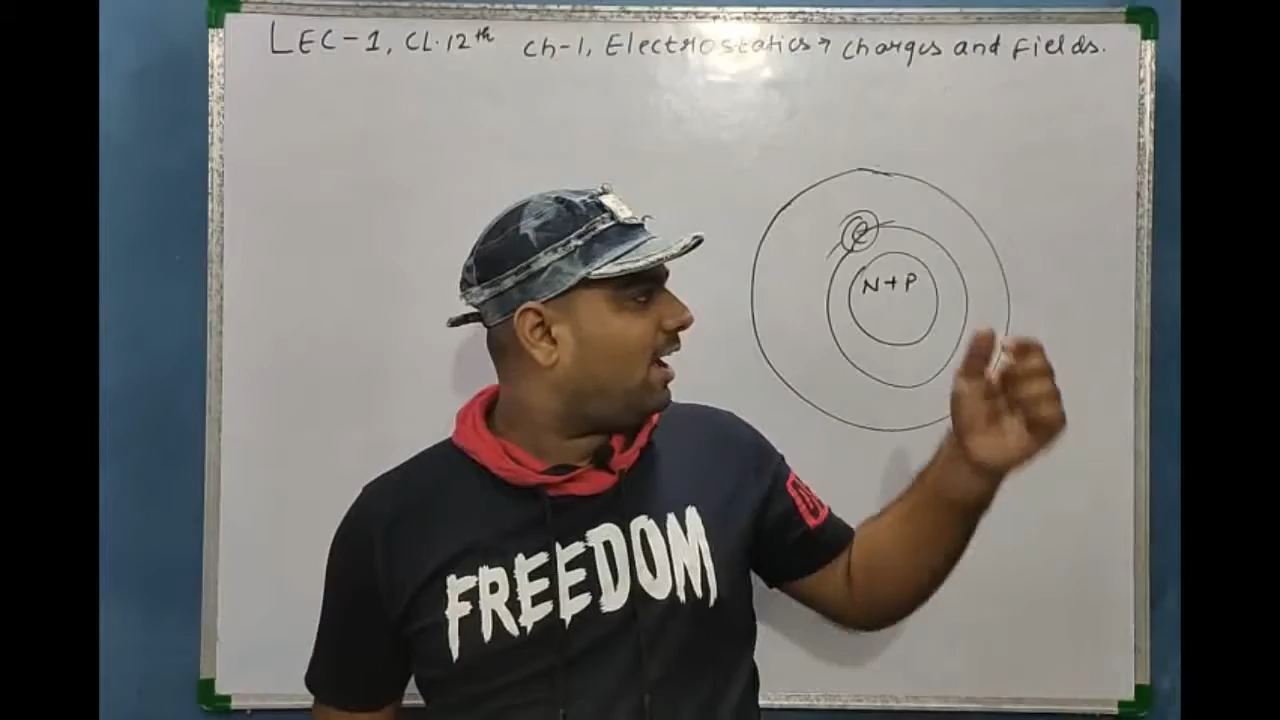 LEC-1, CL.12th Ch-1, Electrostatics → Charges and Fields.
e
N+P
FREEDOM